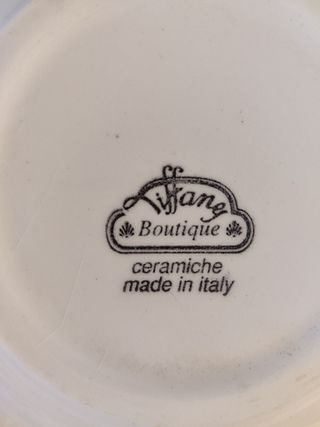 Tiffany
Boutique
ceramiche
made in italy